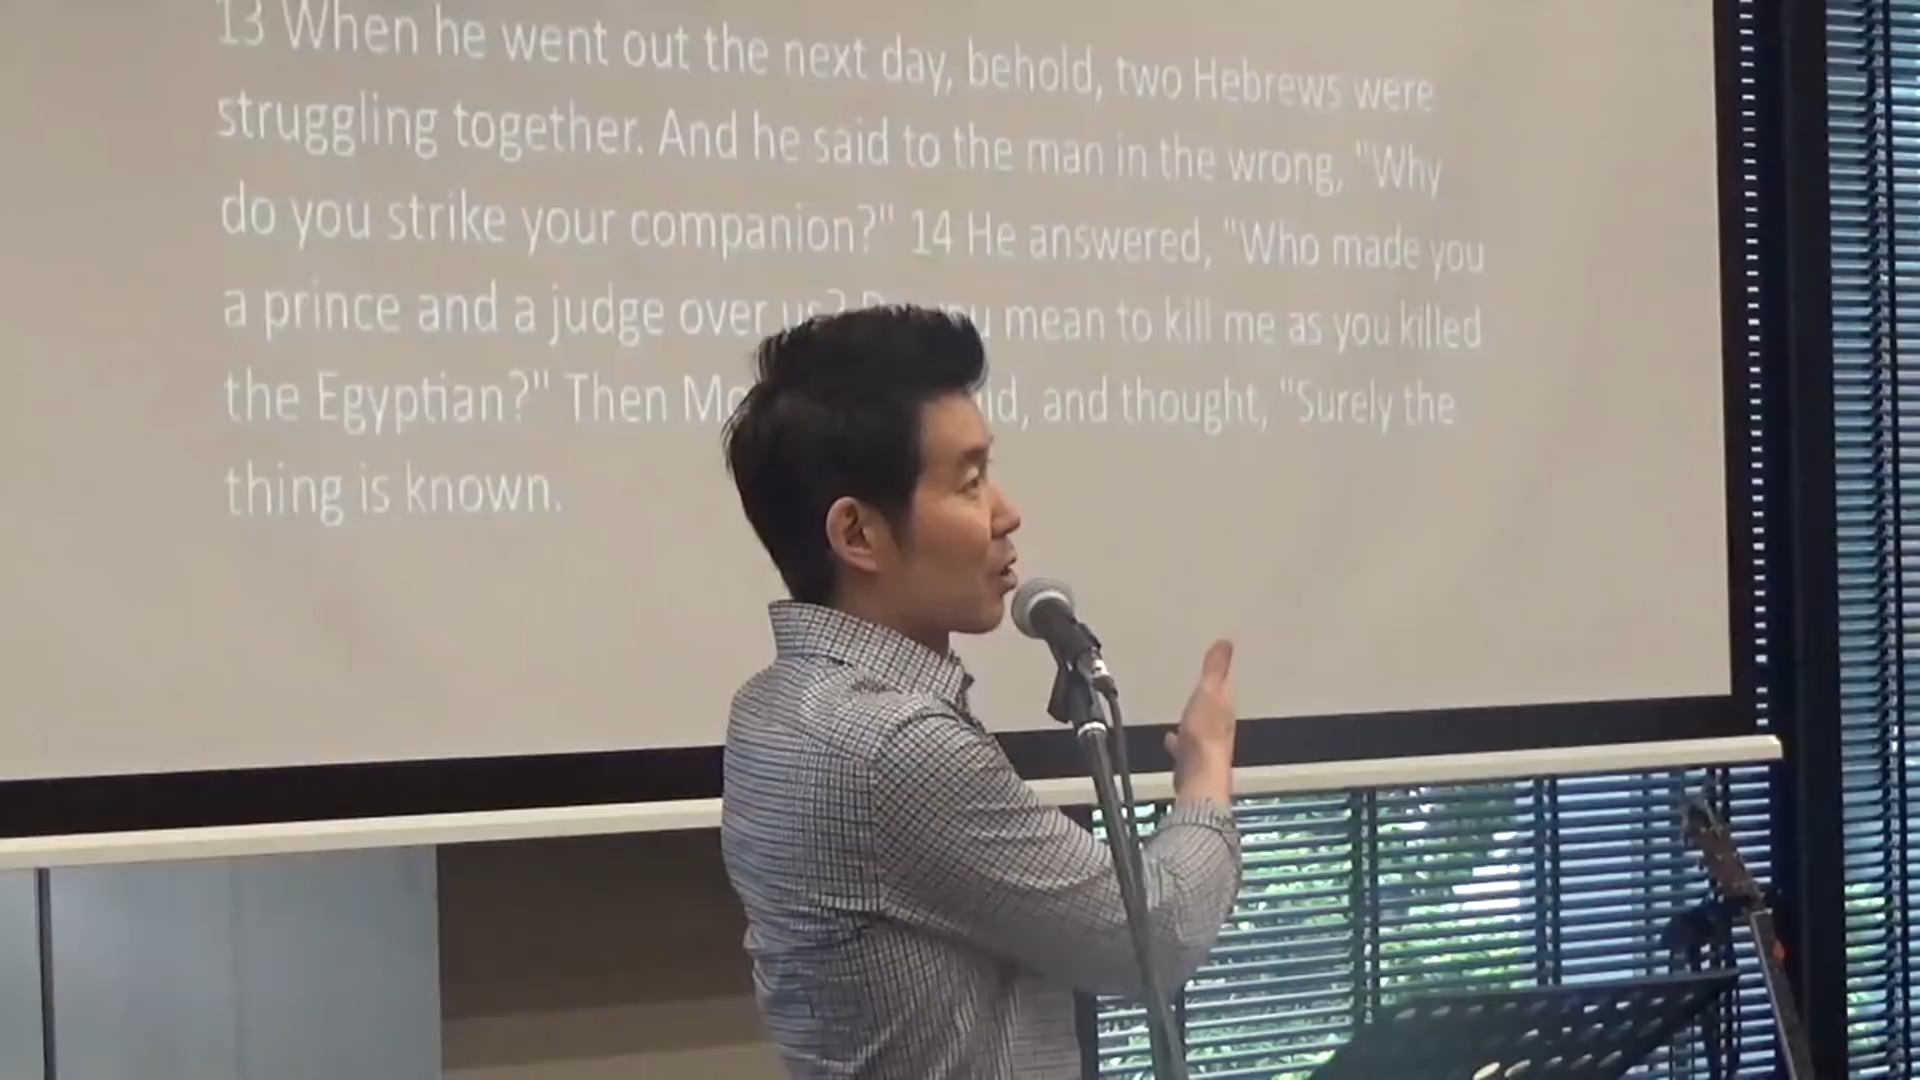 13 When he went out the next day, behold, two Hebrews were
struggling together. And he said to the man in the wrong, "Why
do you strike your companion?" 14 He answered, "Who made you
a prince and a judge over us? mean to kill me as you killed
the Egyptian?" Then and thought, "Surely the
thing is known.